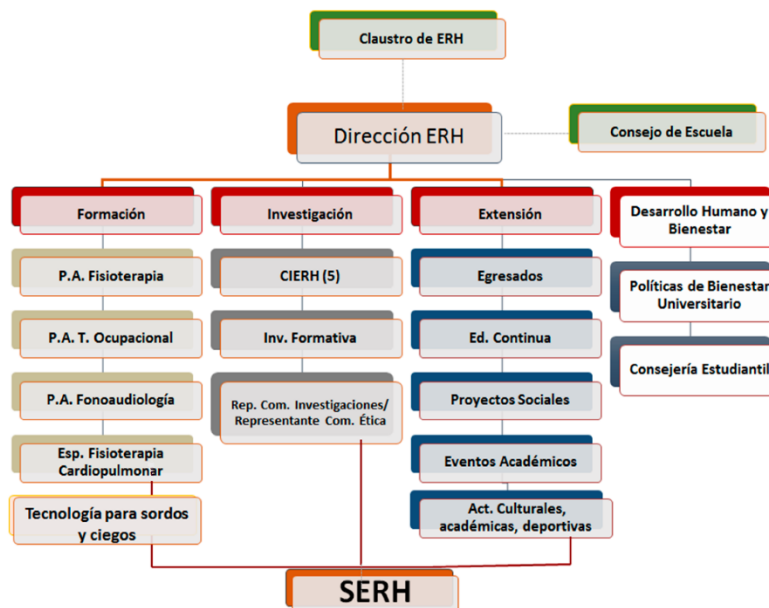 Claustro de ERH
Dirección ERH
Consejo de Escuela
Formación
Investigación
Extensión
Desarrollo Humano y
Bienestar
P.A. Fisioterapia
CIERH (5)
Egresados
Políticas de Bienestar
Universitario
P.A. T. Ocupacional
Inv. Formativa
Ed. Continua
Consejería Estudiantil
P.A. Fonoaudiología
Rep. Com. Investigaciones/
Representante Com. Ética
Proyectos Sociales
Esp. Fisioterapia
Cardiopulmonar
Eventos Académicos
Tecnología para sordos
y ciegos
Act. Culturales,
académicas, deportivas
SERH